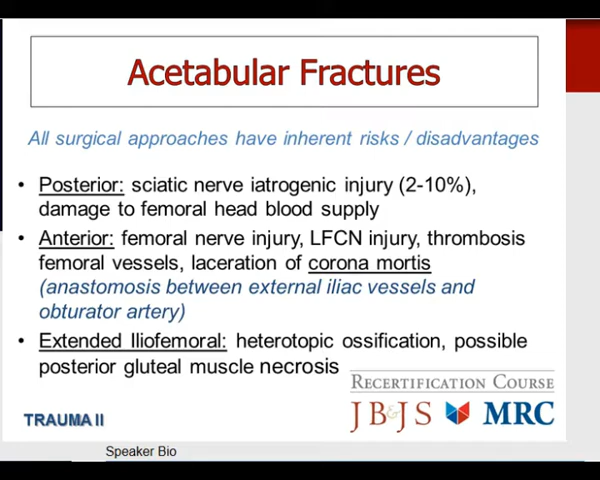 Acetabular Fractures
All surgical approaches have inherent risks / disadvantages
• Posterior: sciatic nerve iatrogenic injury (2-10%),
damage to femoral head blood supply
• Anterior: femoral nerve injury, LFCN injury, thrombosis
femoral vessels, laceration of corona mortis
(anastomosis between external iliac vessels and
obturator artery)
• Extended Iliofemoral: heterotopic ossification, possible
posterior gluteal muscle necrosis
RECERTIFICATION COURSE
JB&JS MRC
TRAUMA II
Speaker Bio